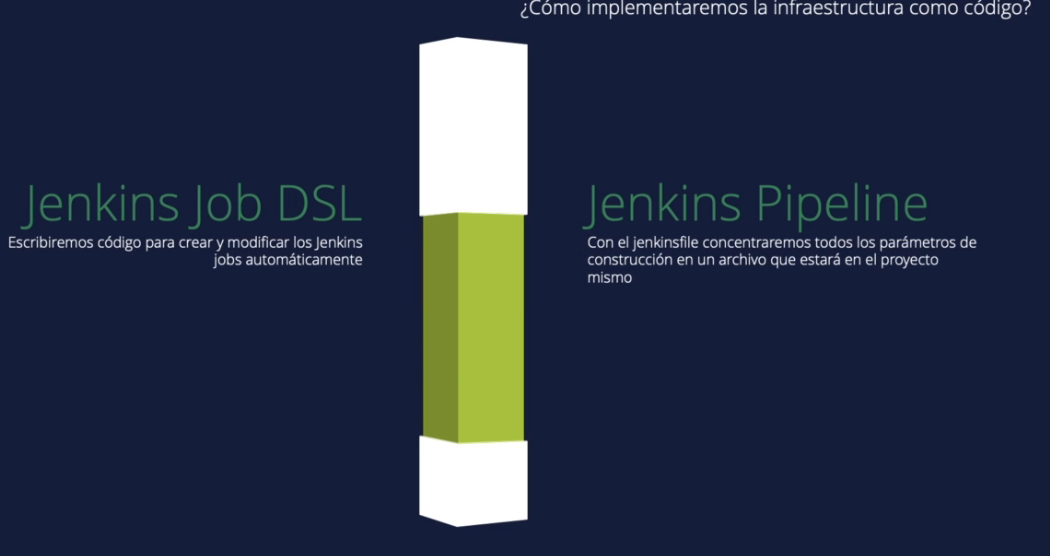 ¿Cómo implementaremos la infraestructura como código?
Jenkins Job DSL
Escribiremos código para crear y modificar los Jenkins
jobs automáticamente
Jenkins Pipeline
Con el jenkinsfile concentraremos todos los parámetros de
construcción en un archivo que estará en el proyecto
mismo